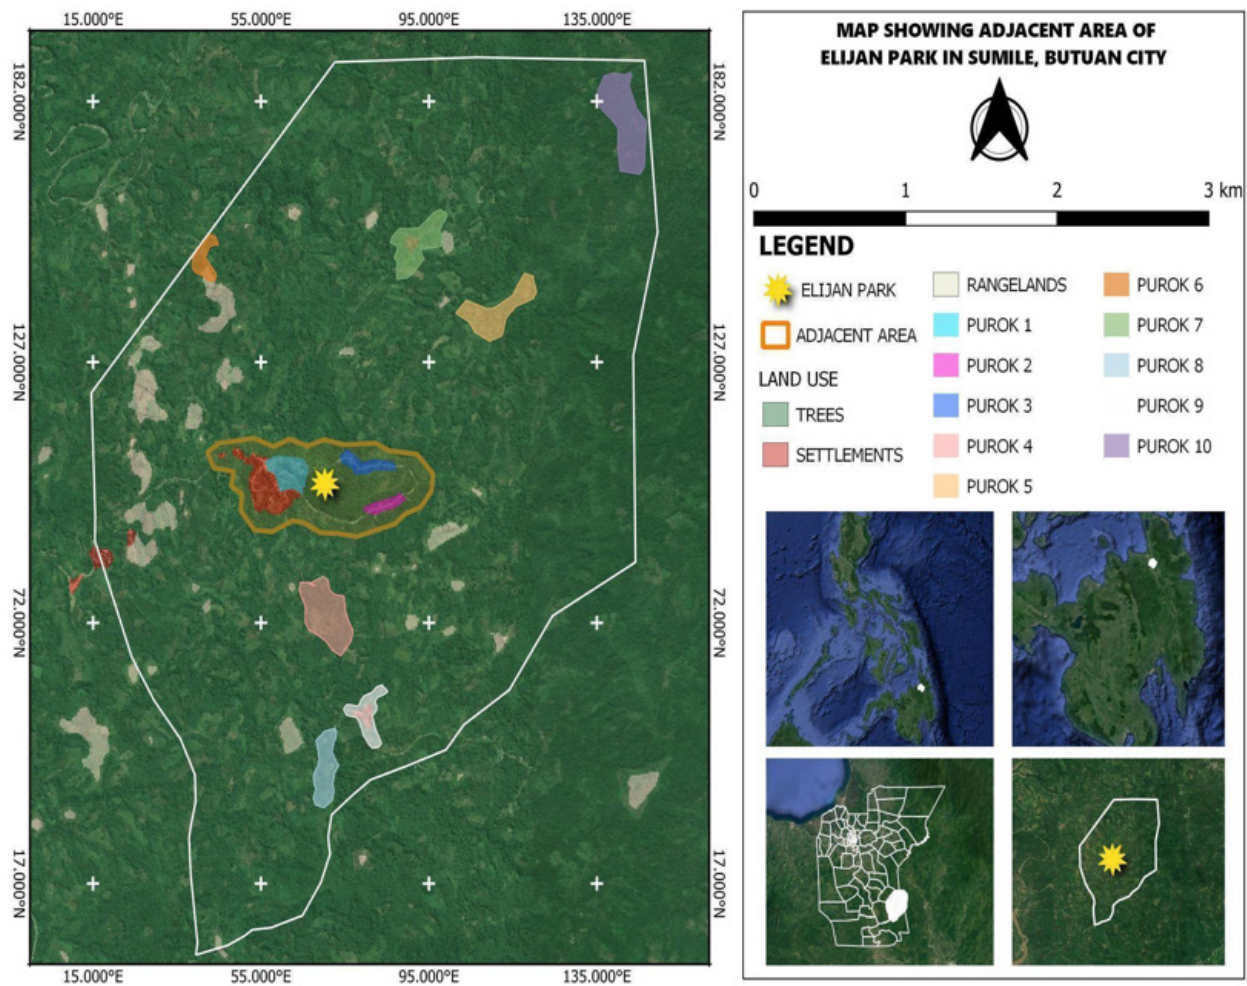 15.000°E 55.000°E 95.000°E 135.000°E
182.000°N
182.000°N
127.000°N
127.000°N
72.000°N
72.000°N
17.000°N
17.000°N
15.000°E 55.000°E 95.000°E 135.000°E
MAP SHOWING ADJACENT AREA OF
ELIJAN PARK IN SUMILE, BUTUAN CITY
0 1 2 3 km
LEGEND
ELIJAN PARK
ADJACENT AREA
LAND USE
TREES
SETTLEMENTS
RANGELANDS
PUROK 1
PUROK 2
PUROK 3
PUROK 4
PUROK 5
PUROK 6
PUROK 7
PUROK 8
PUROK 9
PUROK 10